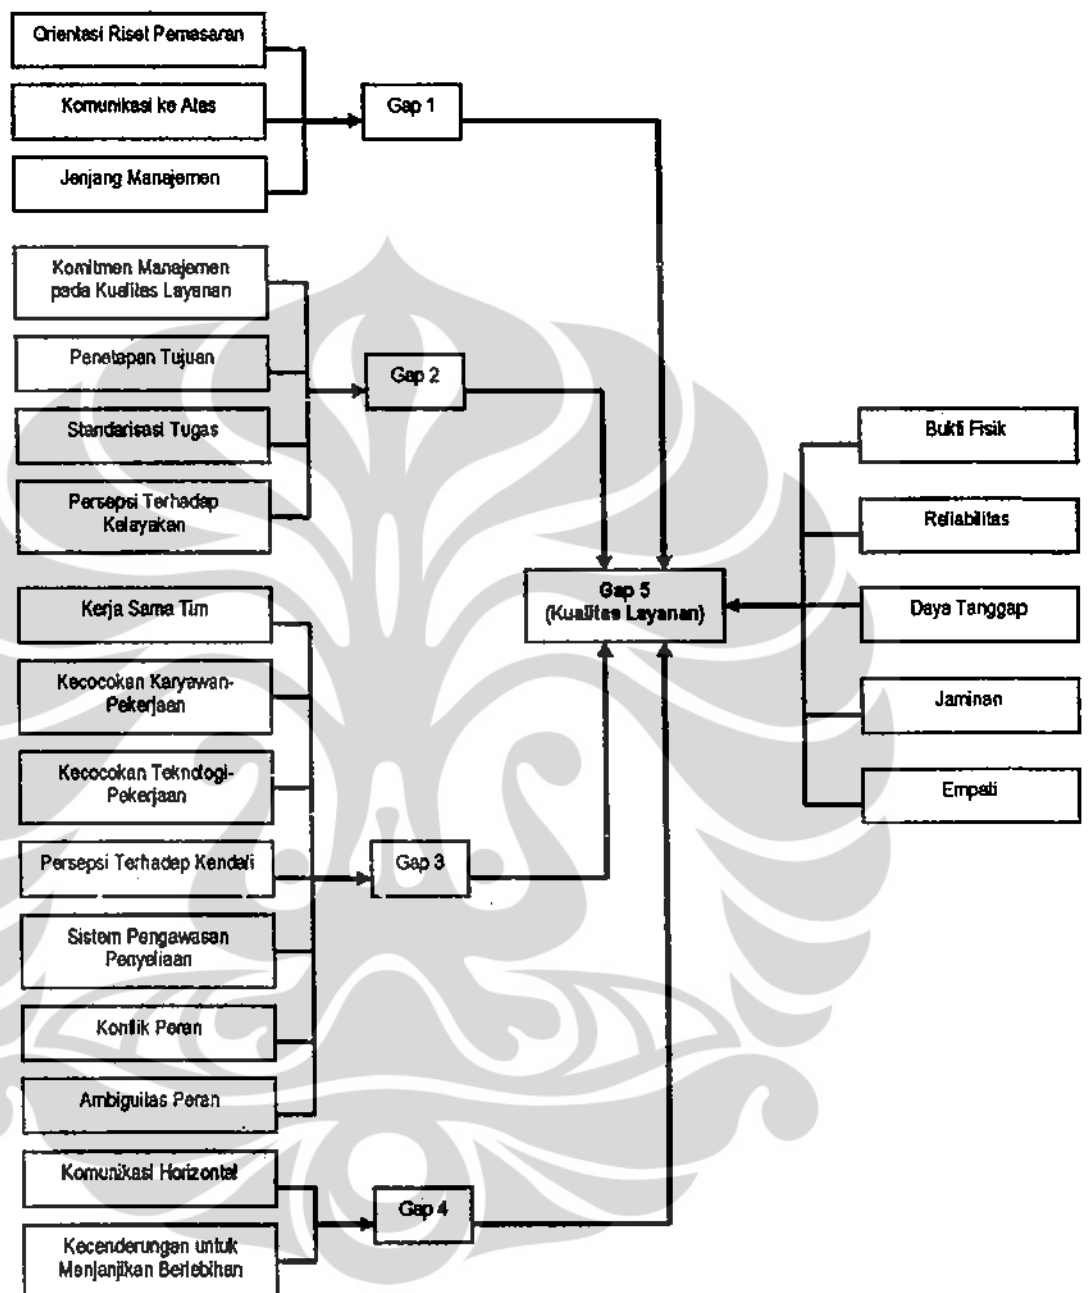 Orientasi Riset Pemasaran
Komunikasi ke Atas
Jenjang Manajemen
Gap 1
Komitmen Manajemen
pada Kualitas Layanan
Penetapan Tujuan
Standarisasi Tugas
Persepsi Terhadap
Kelayakan
Gap 2
Kerja Sama Tim
Kecocokan Karyawan-
Pekerjaan
Kecocokan Teknologi-
Pekerjaan
Persepsi Terhadap Kendali
Sistem Pengawasan
Penyeliaan
Konflik Peran
Ambiguitas Peran
Gap 3
Komunikasi Horizontal
Kecenderungan untuk
Menjanjikan Berlebihan
Gap 4
Gap 5
(Kualitas Layanan)
Bukti Fisik
Reliabilitas
Daya Tanggap
Jaminan
Empati